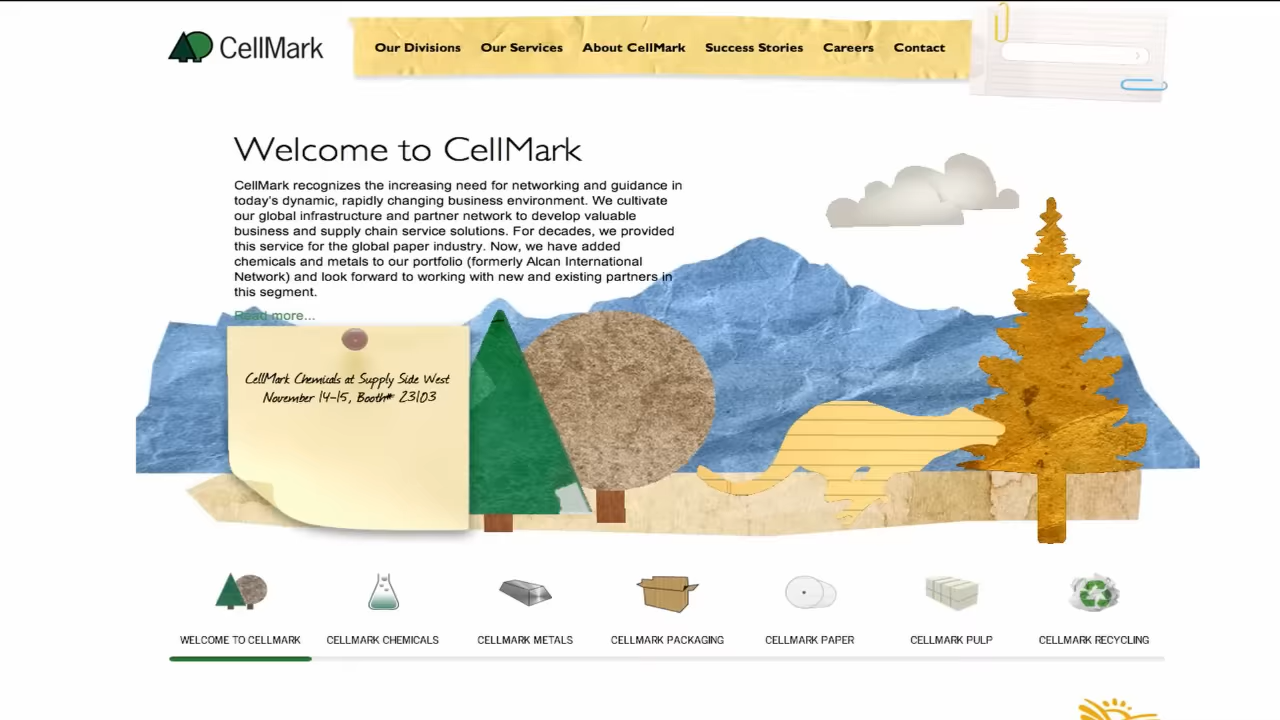 CellMark
Our Divisions Our Services About CellMark Success Stories Careers Contact
Welcome to CellMark
CellMark recognizes the increasing need for networking and guidance in
today's dynamic, rapidly changing business environment. We cultivate
our global infrastructure and partner network to develop valuable
business and supply chain service solutions. For decades, we provided
this service for the global paper industry. Now, we have added
chemicals and metals to our portfolio (formerly Alcan International
Network) and look forward to working with new and existing partners in
this segment.
Read more...
CellMark Chemicals at Supply Side West
November 14-15, Booth# 23103
WELCOME TO CELLMARK CELLMARK CHEMICALS CELLMARK METALS CELLMARK PACKAGING CELLMARK PAPER CELLMARK PULP CELLMARK RECYCLING